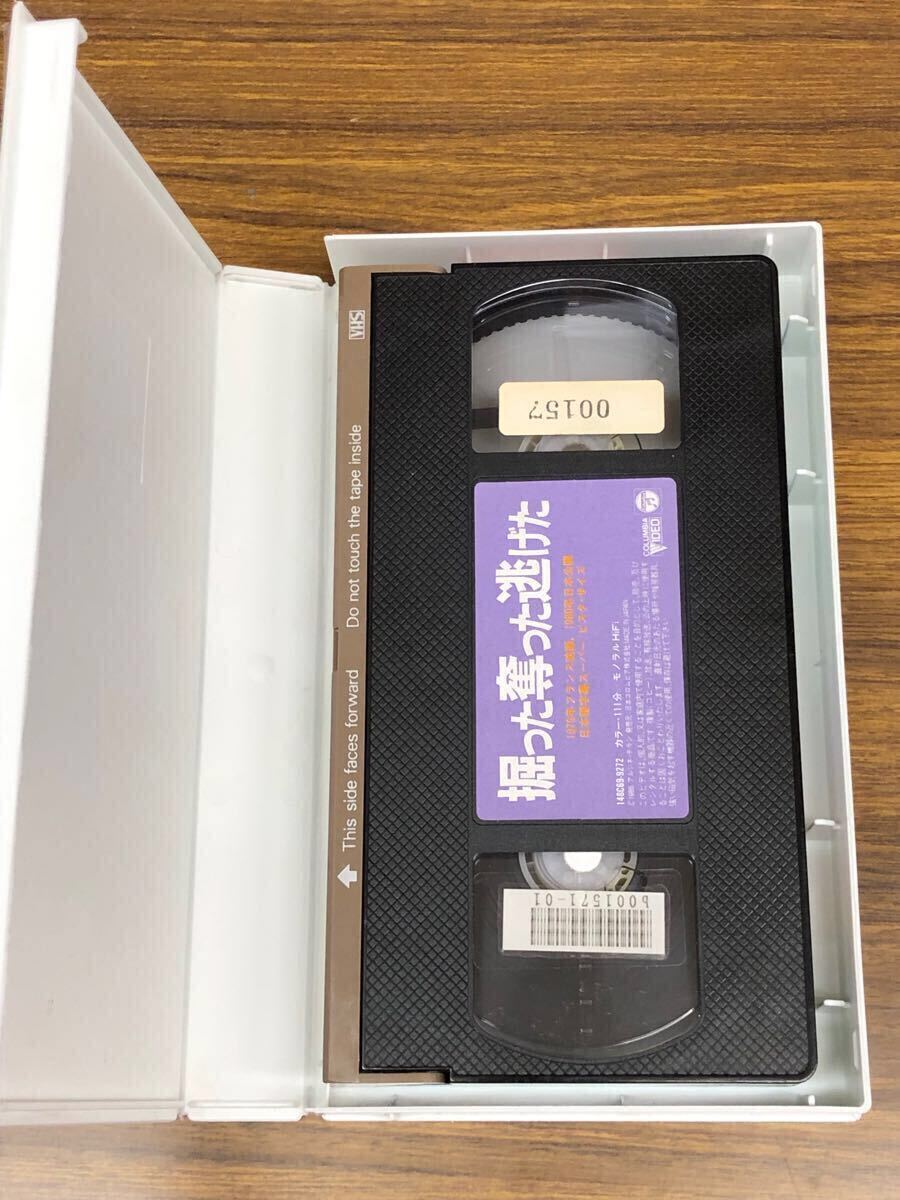 VHS
This side faces forward Do not touch the tape inside
00157
掘った奪った逃げた
1979年フランス映画、1980年日本公開
日本語字幕スーパー ビスタ・サイズ
148C69-9272 カラー・111分 モノラルHiFi
COLUMBIA
VIDEO
b001571-01